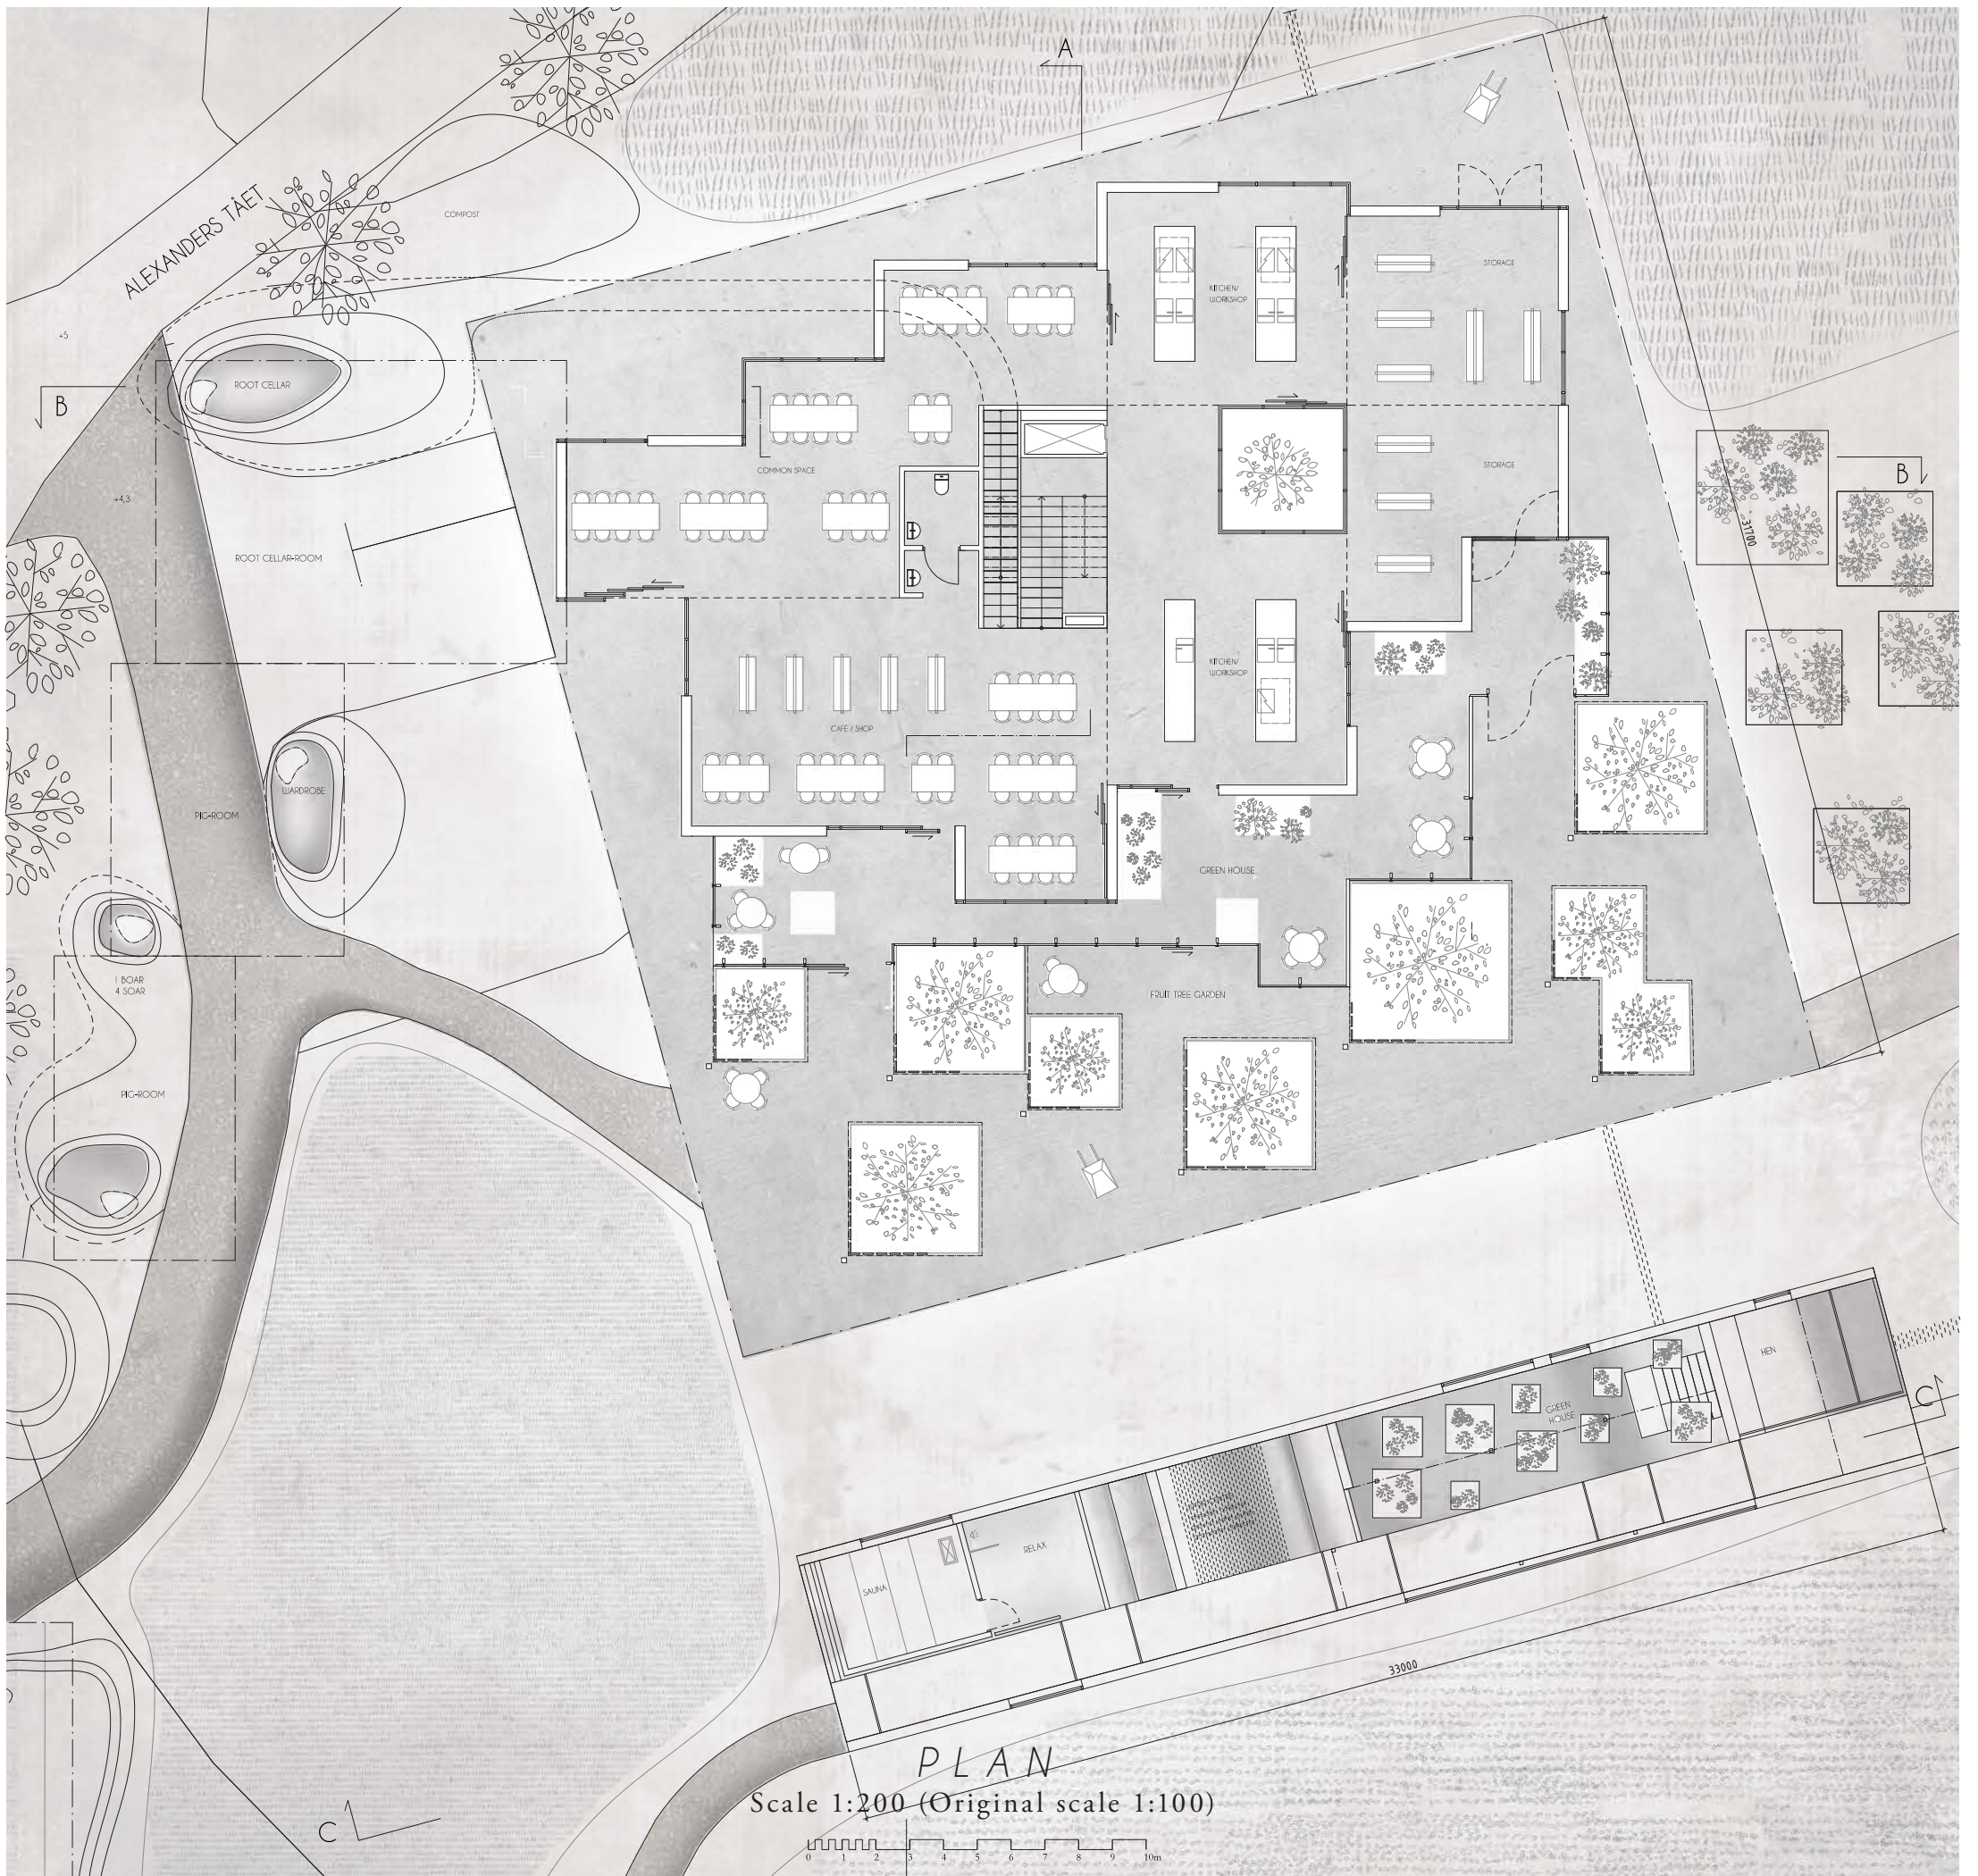 A
ALEXANDERS TÅET
COMPOST
+5
STORAGE
KITCHEN/
WORKSHOP
ROOT CELLAR
B
COMMON SPACE
STORAGE
B
+4,3
31700
ROOT CELLAR-ROOM
KITCHEN/
WORKSHOP
CAFE / SHOP
WARDROBE
PIG-ROOM
GREEN HOUSE
1 BOAR
4 SOAR
FRUIT TREE GARDEN
PIG-ROOM
HEN
C
GREEN
HOUSE
RELAX
SAUNA
33000
PLAN
Scale 1:200 (Original scale 1:100)
C
0 1 2 3 4 5 6 7 8 9 10m